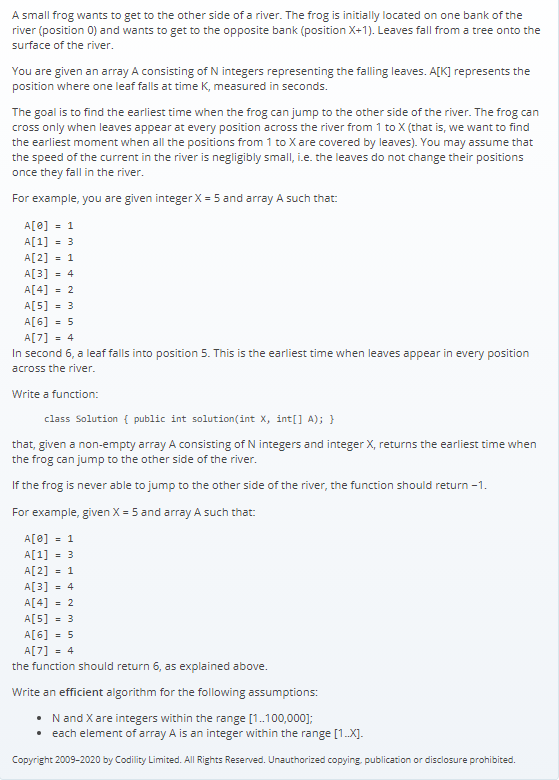 A small frog wants to get to the other side of a river. The frog is initially located on one bank of the
river (position 0) and wants to get to the opposite bank (position X+1). Leaves fall from a tree onto the
surface of the river.
You are given an array A consisting of N integers representing the falling leaves. A[K] represents the
position where one leaf falls at time K, measured in seconds.
The goal is to find the earliest time when the frog can jump to the other side of the river. The frog can
cross only when leaves appear at every position across the river from 1 to X (that is, we want to find
the earliest moment when all the positions from 1 to X are covered by leaves). You may assume that
the speed of the current in the river is negligibly small, i.e. the leaves do not change their positions
once they fall in the river.
For example, you are given integer X = 5 and array A such that:
A[0] = 1
A[1] = 3
A[2] = 1
A[3] = 4
A[4] = 2
A[5] = 3
A[6] = 5
A[7] = 4
In second 6, a leaf falls into position 5. This is the earliest time when leaves appear in every position
across the river.
Write a function:
class Solution { public int solution(int X, int[] A); }
that, given a non-empty array A consisting of N integers and integer X, returns the earliest time when
the frog can jump to the other side of the river.
If the frog is never able to jump to the other side of the river, the function should return −1.
For example, given X = 5 and array A such that:
A[0] = 1
A[1] = 3
A[2] = 1
A[3] = 4
A[4] = 2
A[5] = 3
A[6] = 5
A[7] = 4
the function should return 6, as explained above.
Write an efficient algorithm for the following assumptions:
• N and X are integers within the range [1..100,000];
• each element of array A is an integer within the range [1..X].
Copyright 2009–2020 by Codility Limited. All Rights Reserved. Unauthorized copying, publication or disclosure prohibited.